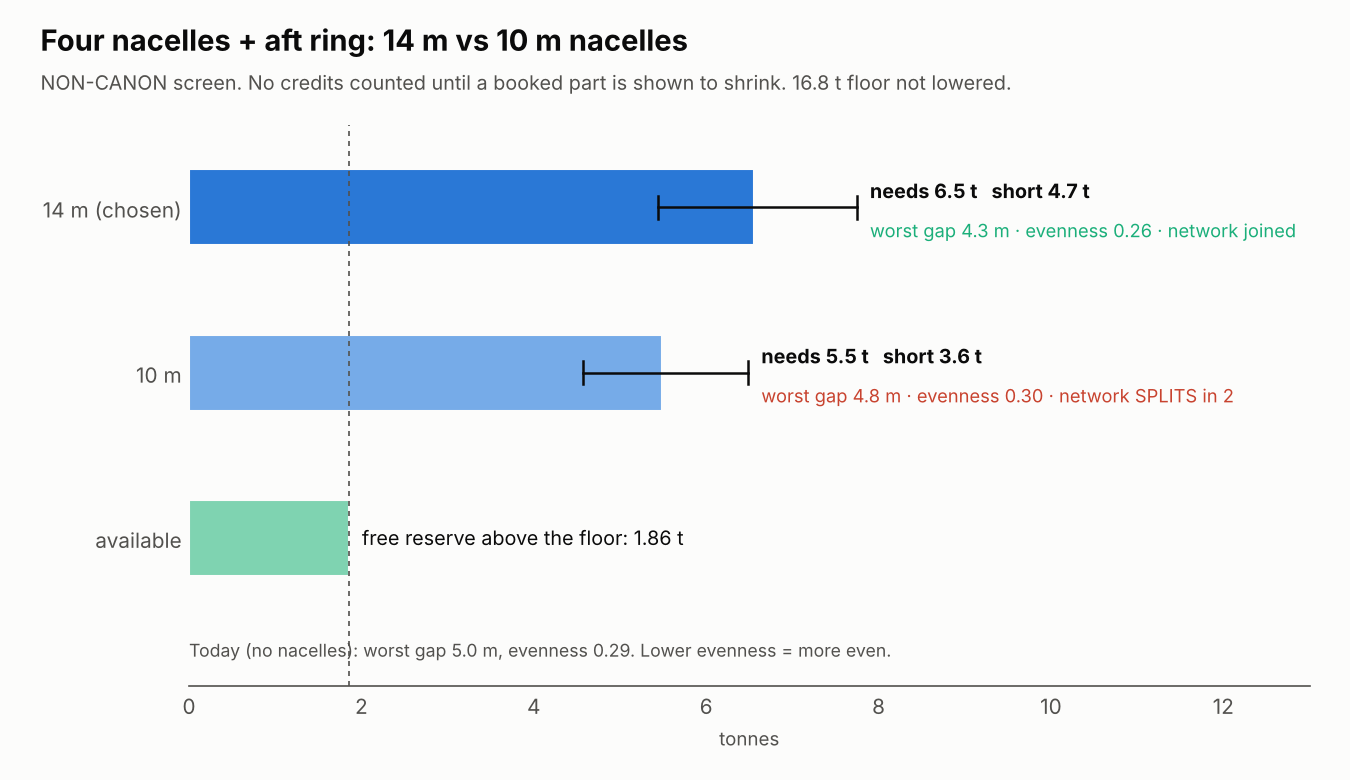 Four nacelles + aft ring: 14 m vs 10 m nacelles
NON-CANON screen. No credits counted until a booked part is shown to shrink. 16.8 t floor not lowered.
14 m (chosen)
needs 6.5 t short 4.7 t
worst gap 4.3 m · evenness 0.26 · network joined
10 m
needs 5.5 t short 3.6 t
worst gap 4.8 m · evenness 0.30 · network SPLITS in 2
available
free reserve above the floor: 1.86 t
Today (no nacelles): worst gap 5.0 m, evenness 0.29. Lower evenness = more even.
0 2 4 6 8 10 12
tonnes